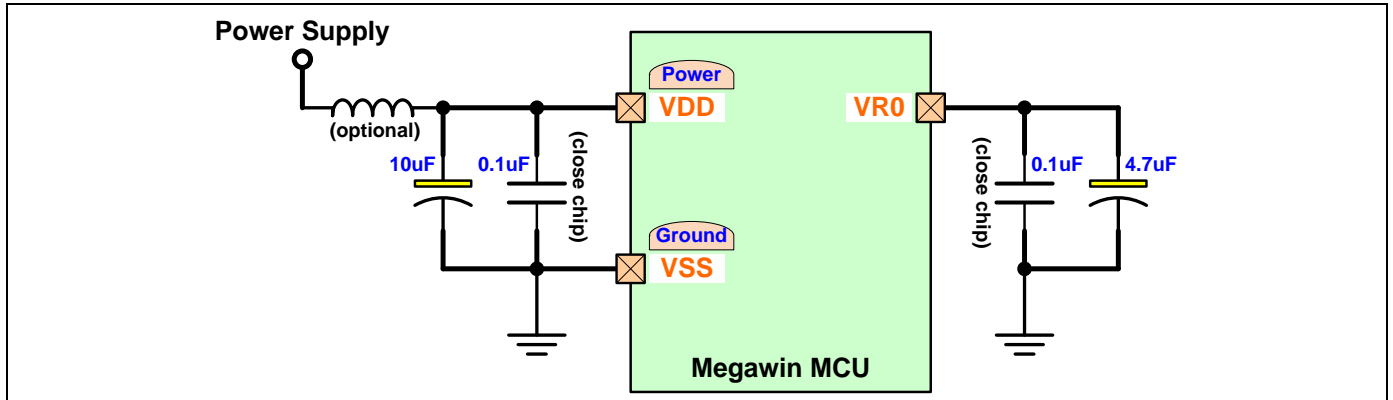 Power Supply
(optional)
10uF
0.1uF
(close chip)
Power
VDD
Ground
VSS
VR0
(close chip)
0.1uF
4.7uF
Megawin MCU